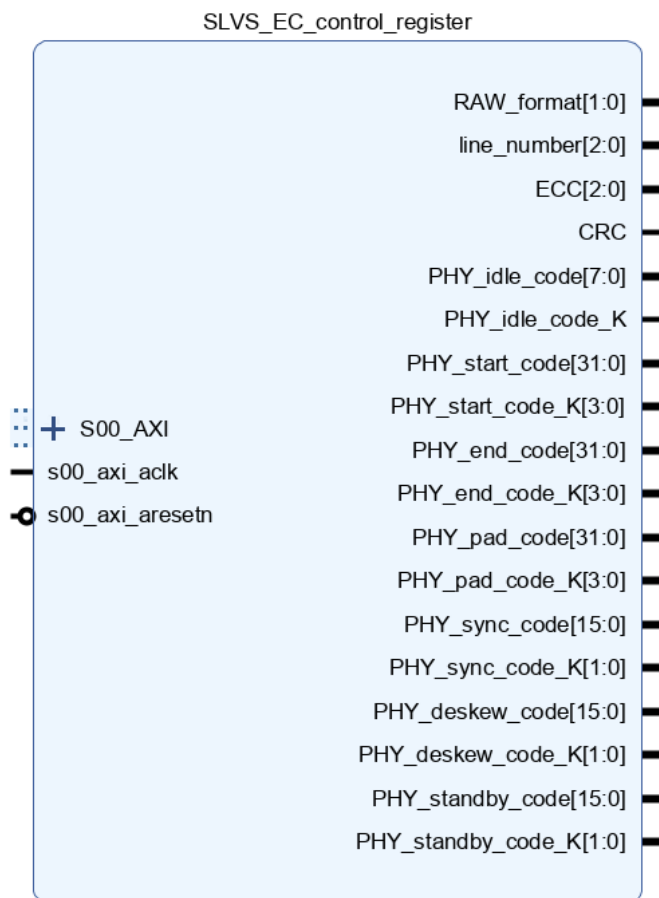 SLVS_EC_control_register
RAW_format[1:0]
line_number[2:0]
ECC[2:0]
CRC
PHY_idle_code[7:0]
PHY_idle_code_K
PHY_start_code[31:0]
PHY_start_code_K[3:0]
S00_AXI
PHY_end_code[31:0]
s00_axi_aclk
PHY_end_code_K[3:0]
s00_axi_aresetn
PHY_pad_code[31:0]
PHY_pad_code_K[3:0]
PHY_sync_code[15:0]
PHY_sync_code_K[1:0]
PHY_deskew_code[15:0]
PHY_deskew_code_K[1:0]
PHY_standby_code[15:0]
PHY_standby_code_K[1:0]